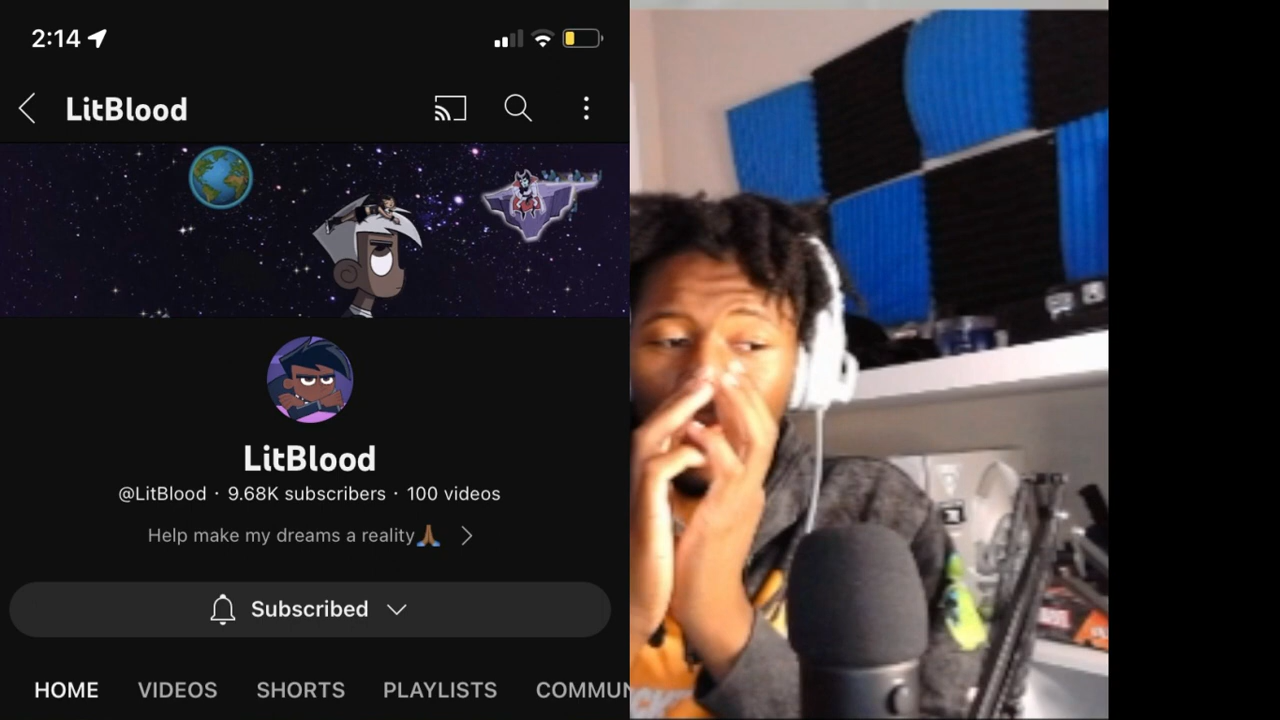 2:14
LitBlood
LitBlood
@LitBlood · 9.68K subscribers · 100 videos
Help make my dreams a reality🙏🏾
Subscribed
HOME VIDEOS SHORTS PLAYLISTS COMMUN